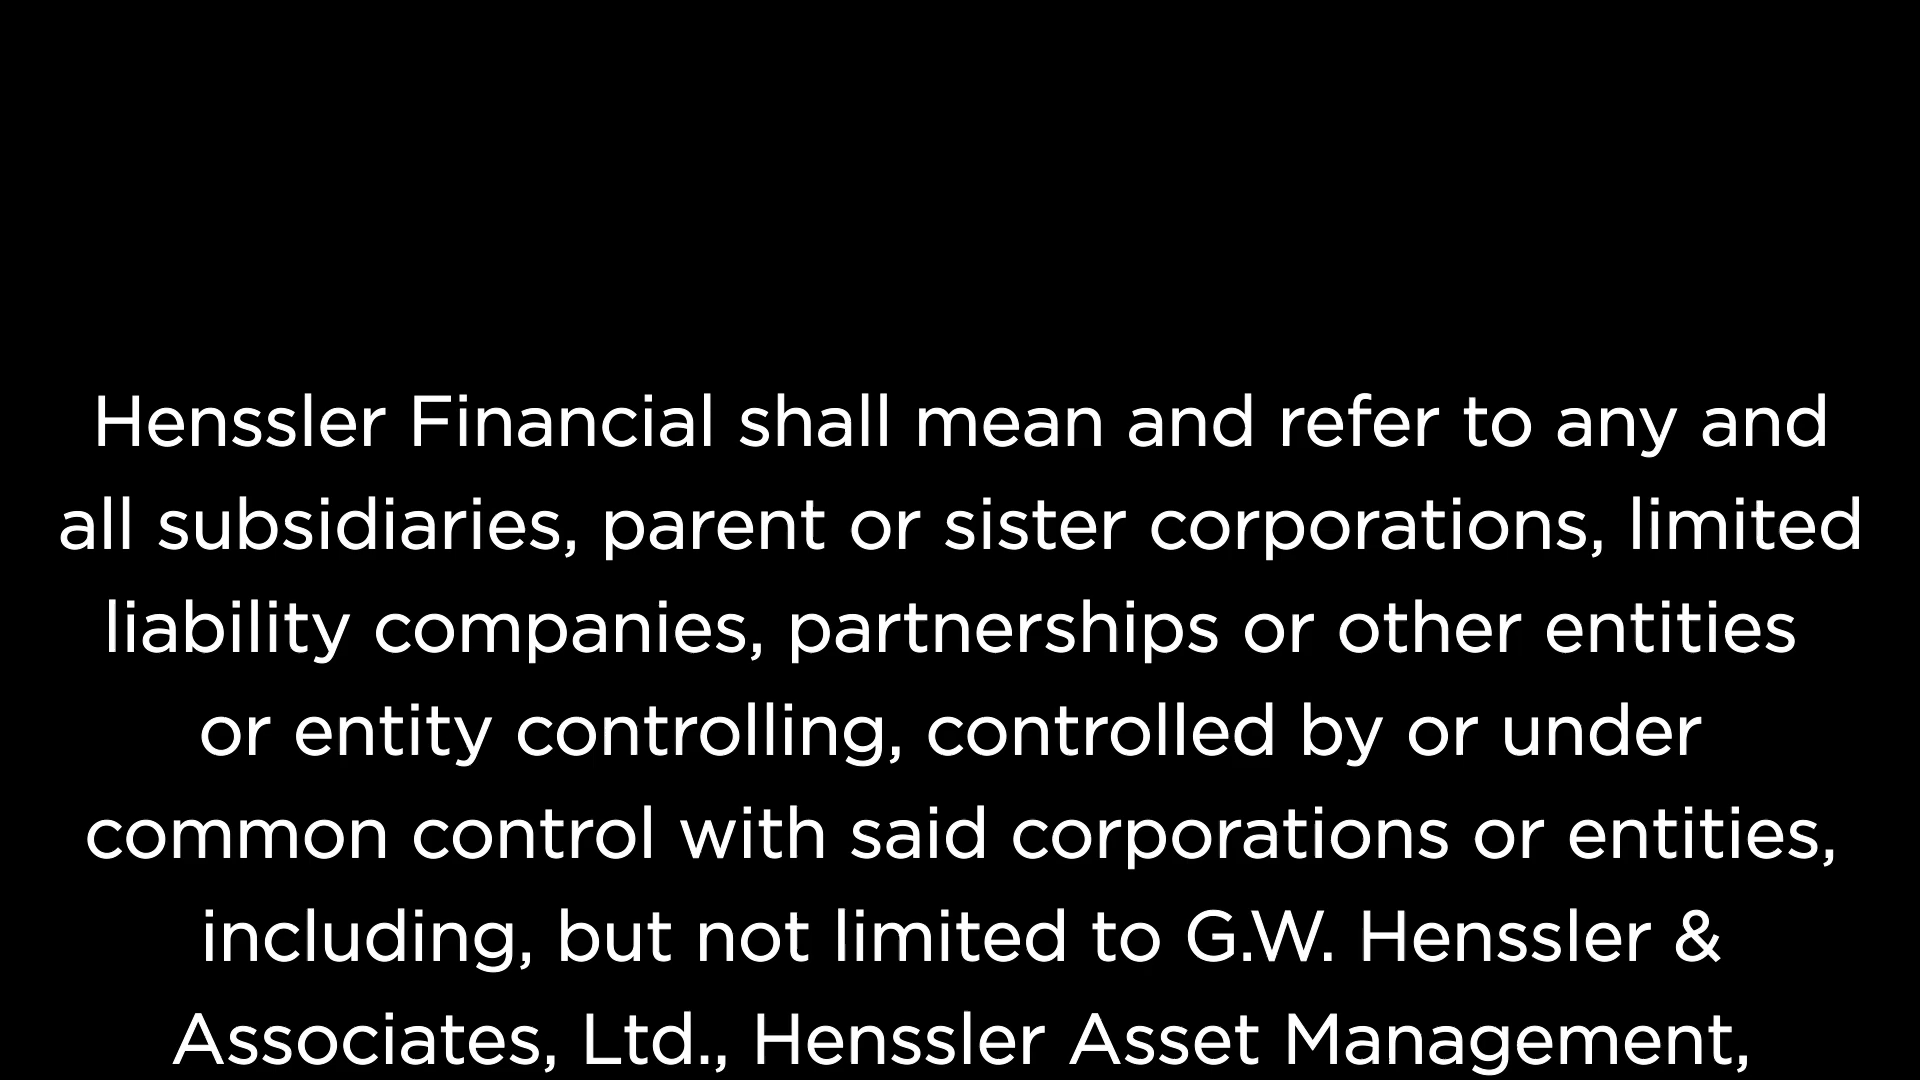 Henssler Financial shall mean and refer to any and
all subsidiaries, parent or sister corporations, limited
liability companies, partnerships or other entities
or entity controlling, controlled by or under
common control with said corporations or entities,
including, but not limited to G.W. Henssler &
Associates, Ltd., Henssler Asset Management,